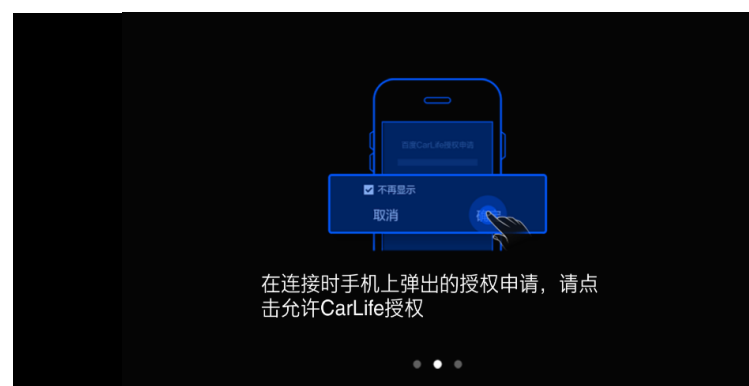 百度CarLife授权申请
不再显示
取消
确定
在连接时手机上弹出的授权申请，请点
击允许CarLife授权